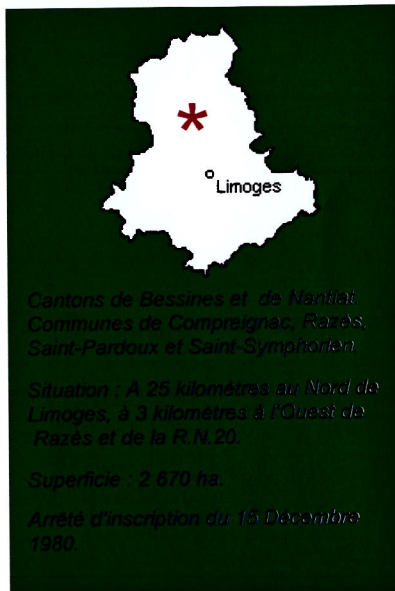 *
Limoges
Cantons de Bessines et de Nantiat
Communes de Compreignac, Razès,
Saint-Pardoux et Saint-Symphorien
Situation : A 25 kilomètres au Nord de
Limoges, à 3 kilomètres à l'Ouest de
Razès et de la R.N.20.
Superficie : 2 670 ha.
Arrêté d'inscription du 15 Décembre
1980.